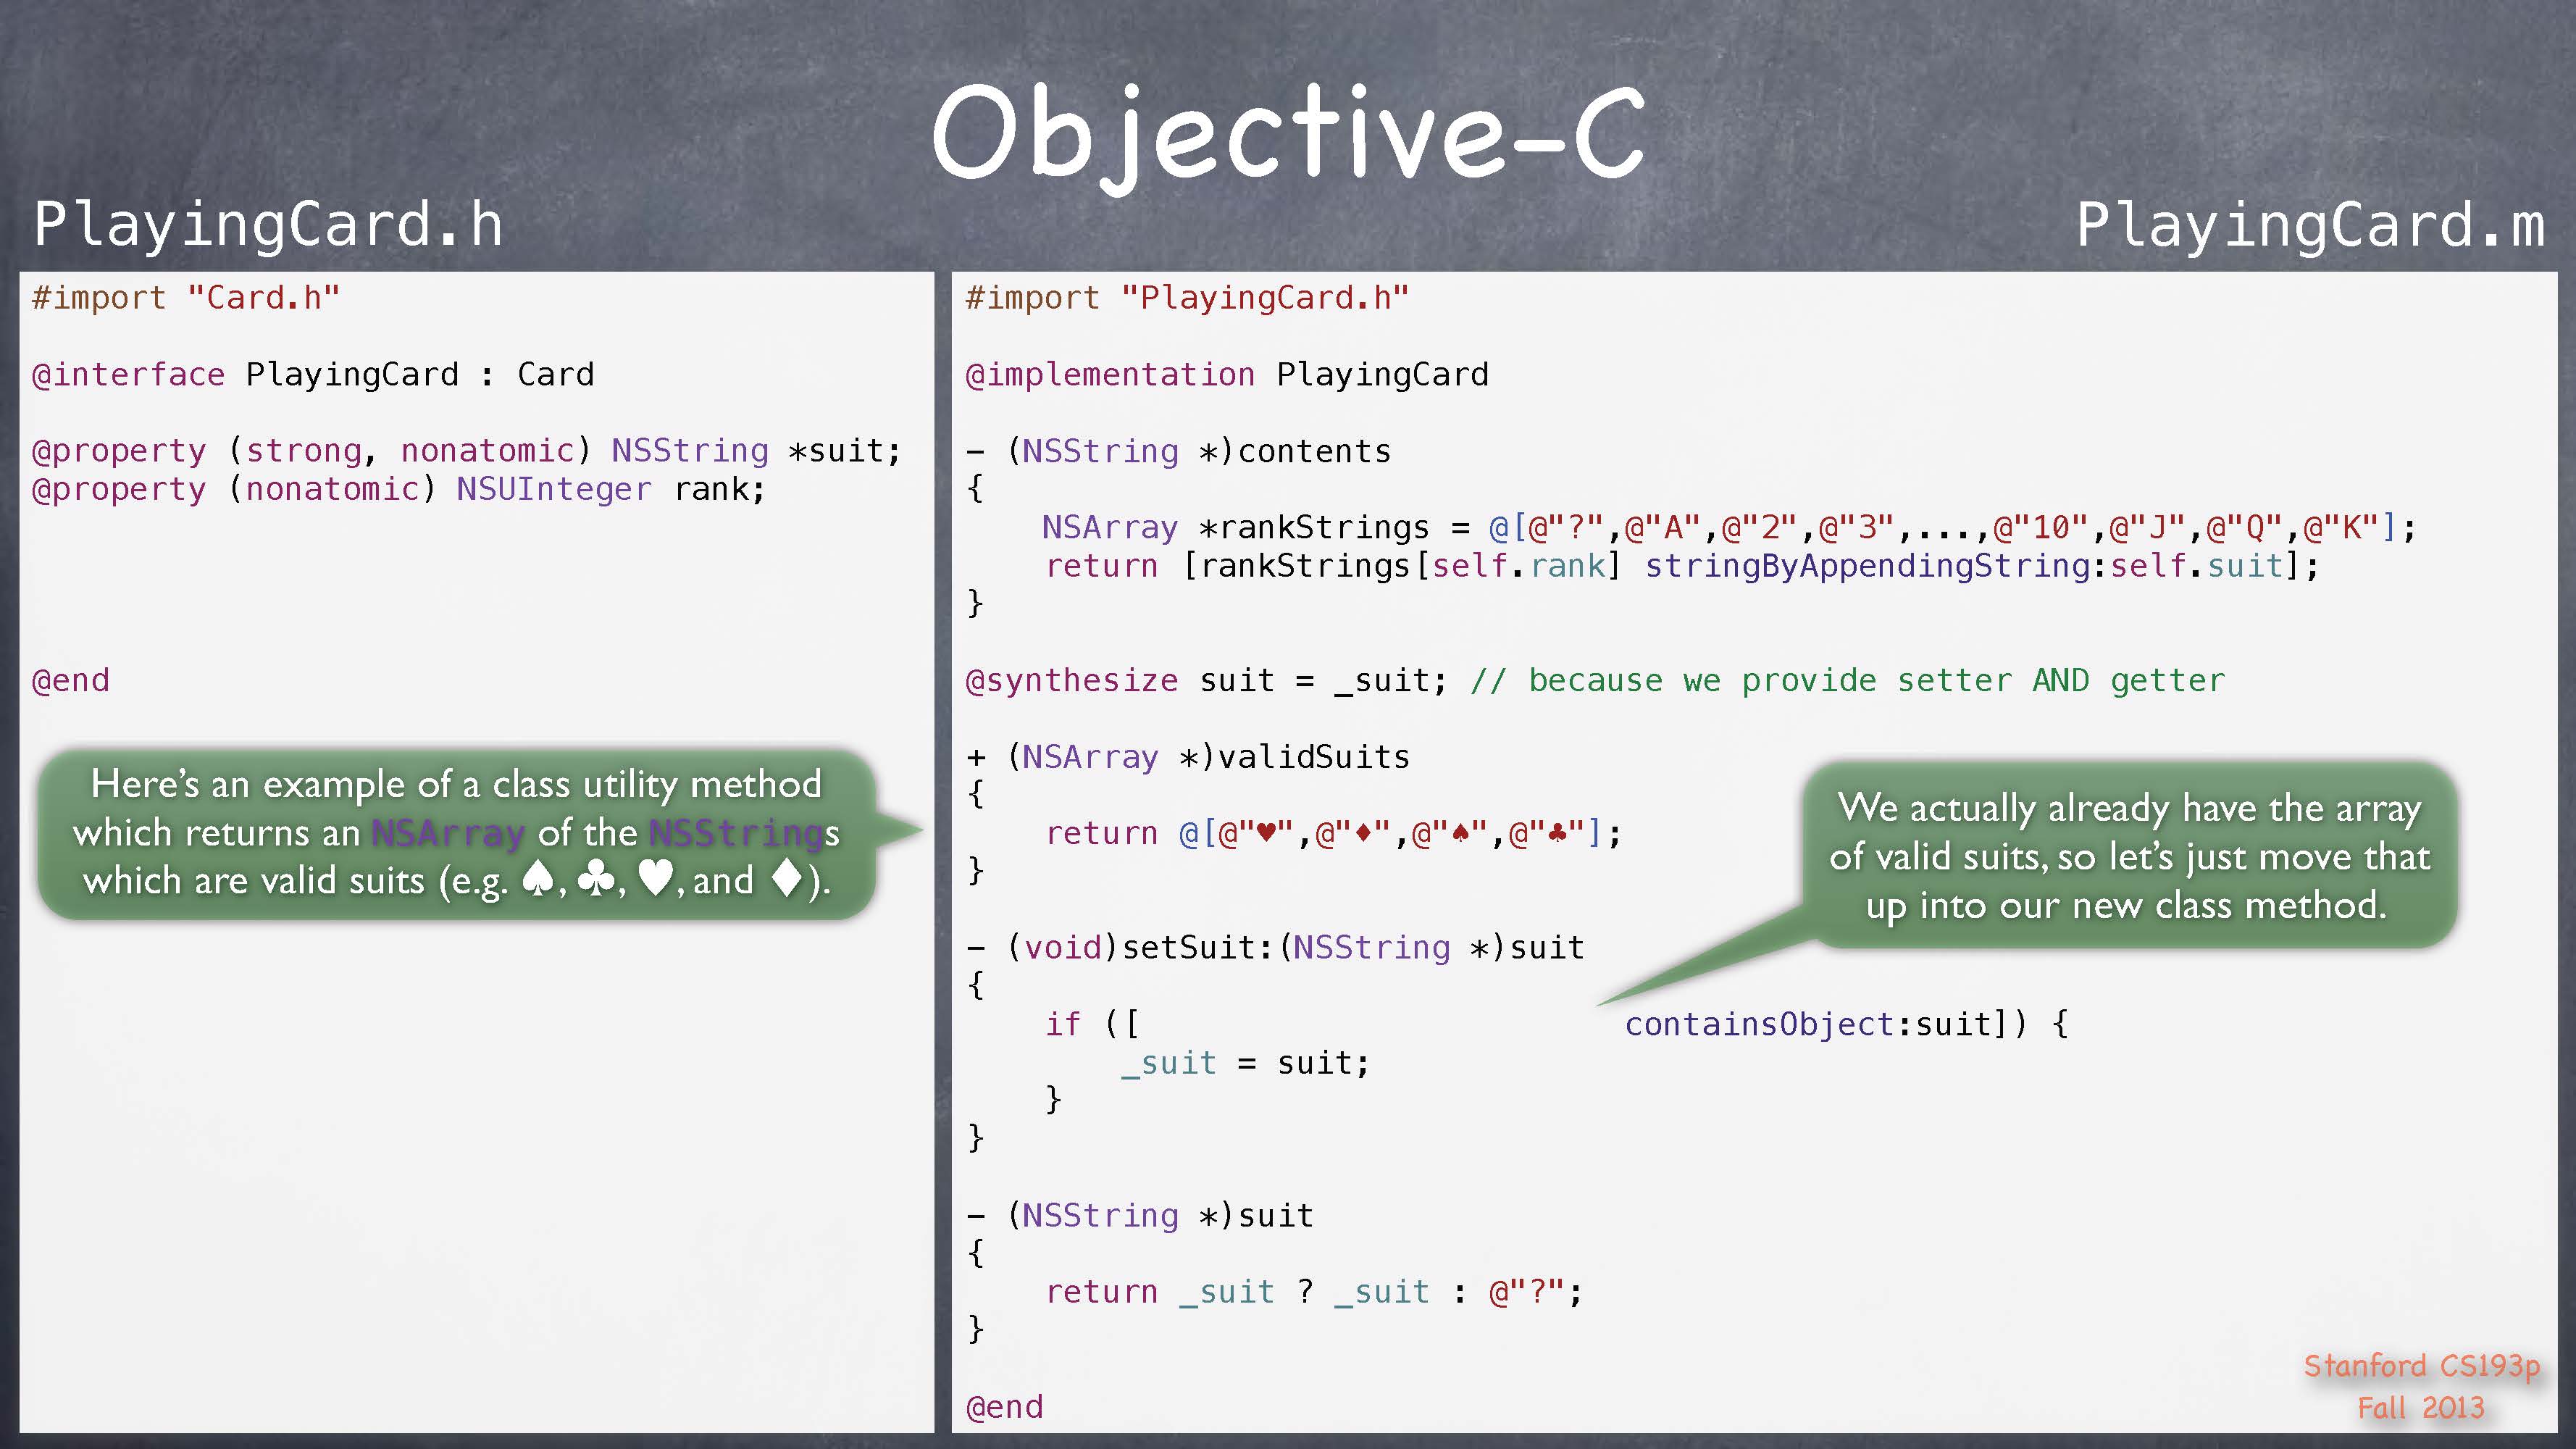 Objective-C
PlayingCard.h
PlayingCard.m
#import "Card.h"
@interface PlayingCard : Card
@property (strong, nonatomic) NSString *suit;
@property (nonatomic) NSUInteger rank;
@end
Here's an example of a class utility method
which returns an NSArray of the NSStrings
which are valid suits (e.g. ♠, ♣, ♥, and ♦).
#import "PlayingCard.h"
@implementation PlayingCard
- (NSString *)contents
{
    NSArray *rankStrings = @[@"?",@"A",@"2",@"3",...,@"10",@"J",@"Q",@"K"];
    return [rankStrings[self.rank] stringByAppendingString:self.suit];
}
@synthesize suit = _suit; // because we provide setter AND getter
+ (NSArray *)validSuits
{
    return @[@"♥",@"♦",@"♠",@"♣"];
}
We actually already have the array
of valid suits, so let's just move that
up into our new class method.
- (void)setSuit:(NSString *)suit
{
    if ([                         containsObject:suit]) {
        _suit = suit;
    }
}
- (NSString *)suit
{
    return _suit ? _suit : @"?";
}
@end
Stanford CS193p
Fall 2013